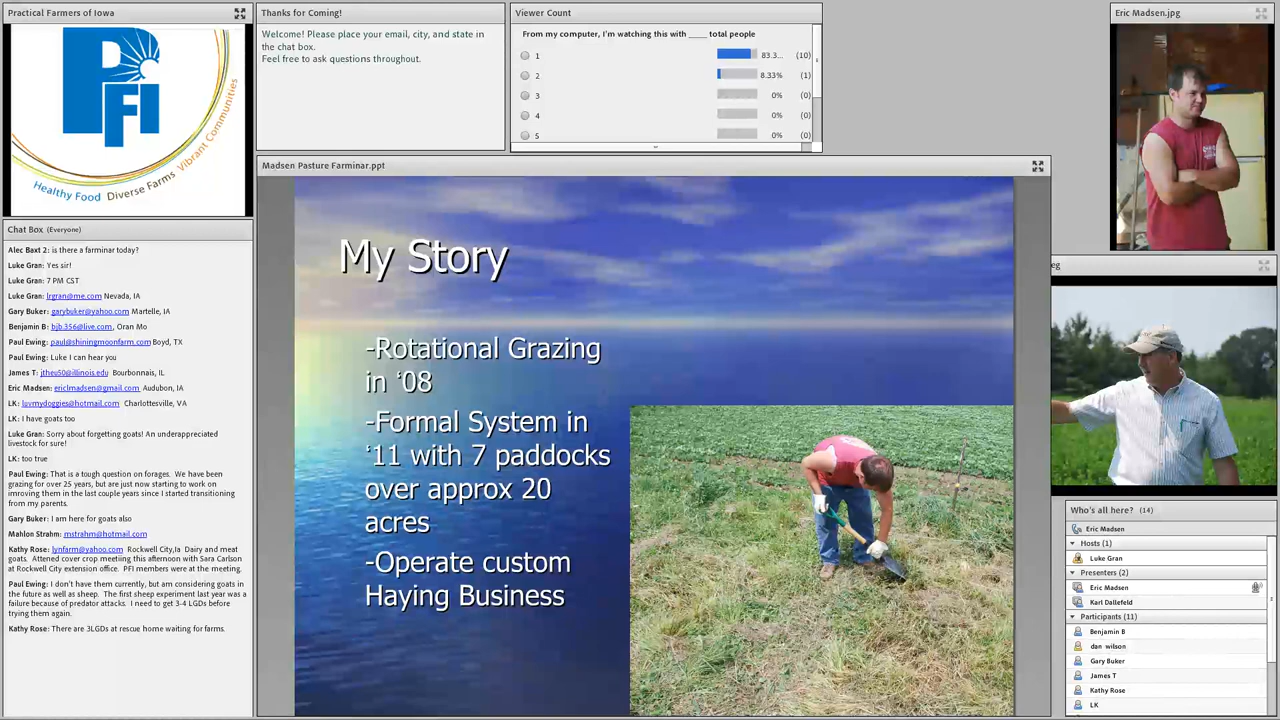 Practical Farmers of Iowa
PFI
Healthy Food Diverse Farms Vibrant Communities
Thanks for Coming!
Welcome! Please place your email, city, and state in
the chat box.
Feel free to ask questions throughout.
Viewer Count
From my computer, I'm watching this with ____ total people
1 83.3... (10)
2 8.33% (1)
3 0% (0)
4 0% (0)
5 0% (0)
Eric Madsen.jpg
Chat Box (Everyone)
Alec Baxt 2: is there a farminar today?
Luke Gran: Yes sir!
Luke Gran: 7 PM CST
Luke Gran: lrgran@me.com Nevada, IA
Gary Buker: garybuker@yahoo.com Martelle, IA
Benjamin B: bjb.356@live.com, Oran Mo
Paul Ewing: paul@shiningmoonfarm.com Boyd, TX
Paul Ewing: Luke I can hear you
James T: jtheu50@illinois.edu Bourbonnais, IL
Eric Madsen: ericlmadsen@gmail.com Audubon, IA
LK: luvmydoggies@hotmail.com Charlottesville, VA
LK: I have goats too
Luke Gran: Sorry about forgetting goats! An underappreciated
livestock for sure!
LK: too true
Paul Ewing: That is a tough question on forages. We have been
grazing for over 25 years, but are just now starting to work on
imroving them in the last couple years since I started transitioning
from my parents.
Gary Buker: I am here for goats also
Mahlon Strahm: mstrahm@hotmail.com
Kathy Rose: lynfarm@yahoo.com Rockwell City,Ia Dairy and meat
goats. Attened cover crop meeting this afternoon with Sara Carlson
at Rockwell City extension office. PFI members were at the meeting.
Paul Ewing: I don't have them currently, but am considering goats in
the future as well as sheep. The first sheep experiment last year was a
failure because of predator attacks. I need to get 3-4 LGDs before
trying them again.
Kathy Rose: There are 3LGDs at rescue home waiting for farms.
Madsen Pasture Farminar.ppt
My Story
-Rotational Grazing
in '08
-Formal System in
'11 with 7 paddocks
over approx 20
acres
-Operate custom
Haying Business
eg
Who's all here? (14)
Eric Madsen
Hosts (1)
Luke Gran
Presenters (2)
Eric Madsen
Karl Dallefeld
Participants (11)
Benjamin B
dan wilson
Gary Buker
James T
Kathy Rose
LK